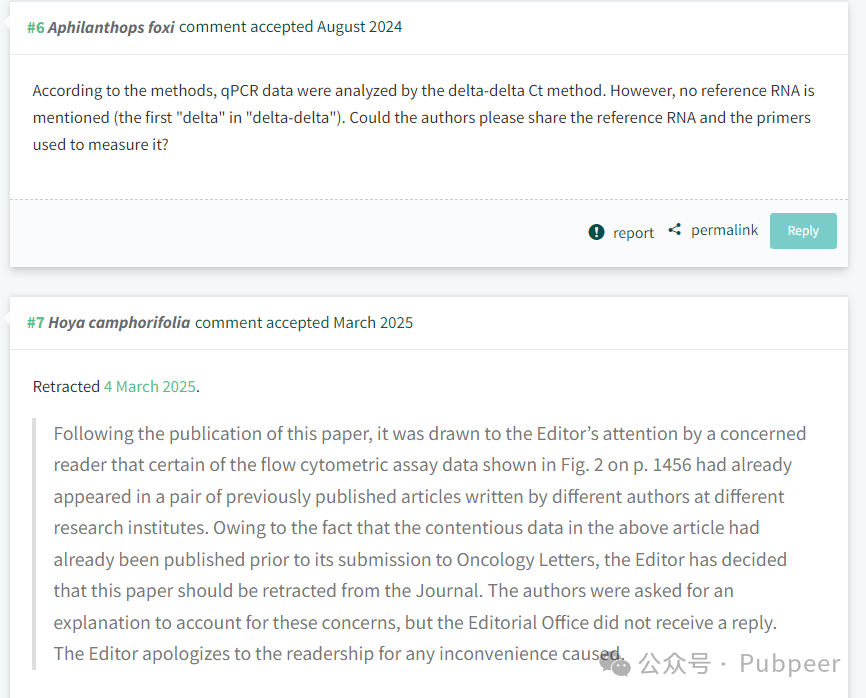 #6 Aphilanthops foxi comment accepted August 2024
According to the methods, qPCR data were analyzed by the delta-delta Ct method. However, no reference RNA is
mentioned (the first "delta" in "delta-delta"). Could the authors please share the reference RNA and the primers
used to measure it?
report permalink Reply
#7 Hoya camphorifolia comment accepted March 2025
Retracted 4 March 2025.
Following the publication of this paper, it was drawn to the Editor’s attention by a concerned
reader that certain of the flow cytometric assay data shown in Fig. 2 on p. 1456 had already
appeared in a pair of previously published articles written by different authors at different
research institutes. Owing to the fact that the contentious data in the above article had
already been published prior to its submission to Oncology Letters, the Editor has decided
that this paper should be retracted from the Journal. The authors were asked for an
explanation to account for these concerns, but the Editorial Office did not receive a reply.
The Editor apologizes to the readership for any inconvenience caused.
公众号 · Pubpeer